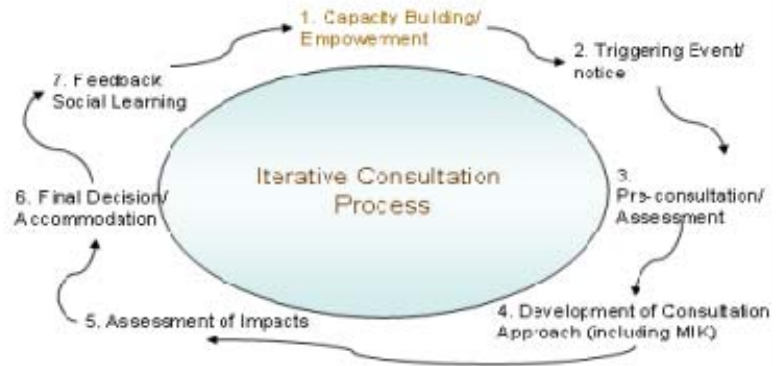 1. Capacity Building/
Empowerment
2. Triggering Event/
notice
3.
Pre-consultation/
Assessment
4. Development of Consultation
Approach (including MIK)
5. Assessment of Impacts
6. Final Decision/
Accommodation
7. Feedback
Social Learning
Iterative Consultation
Process